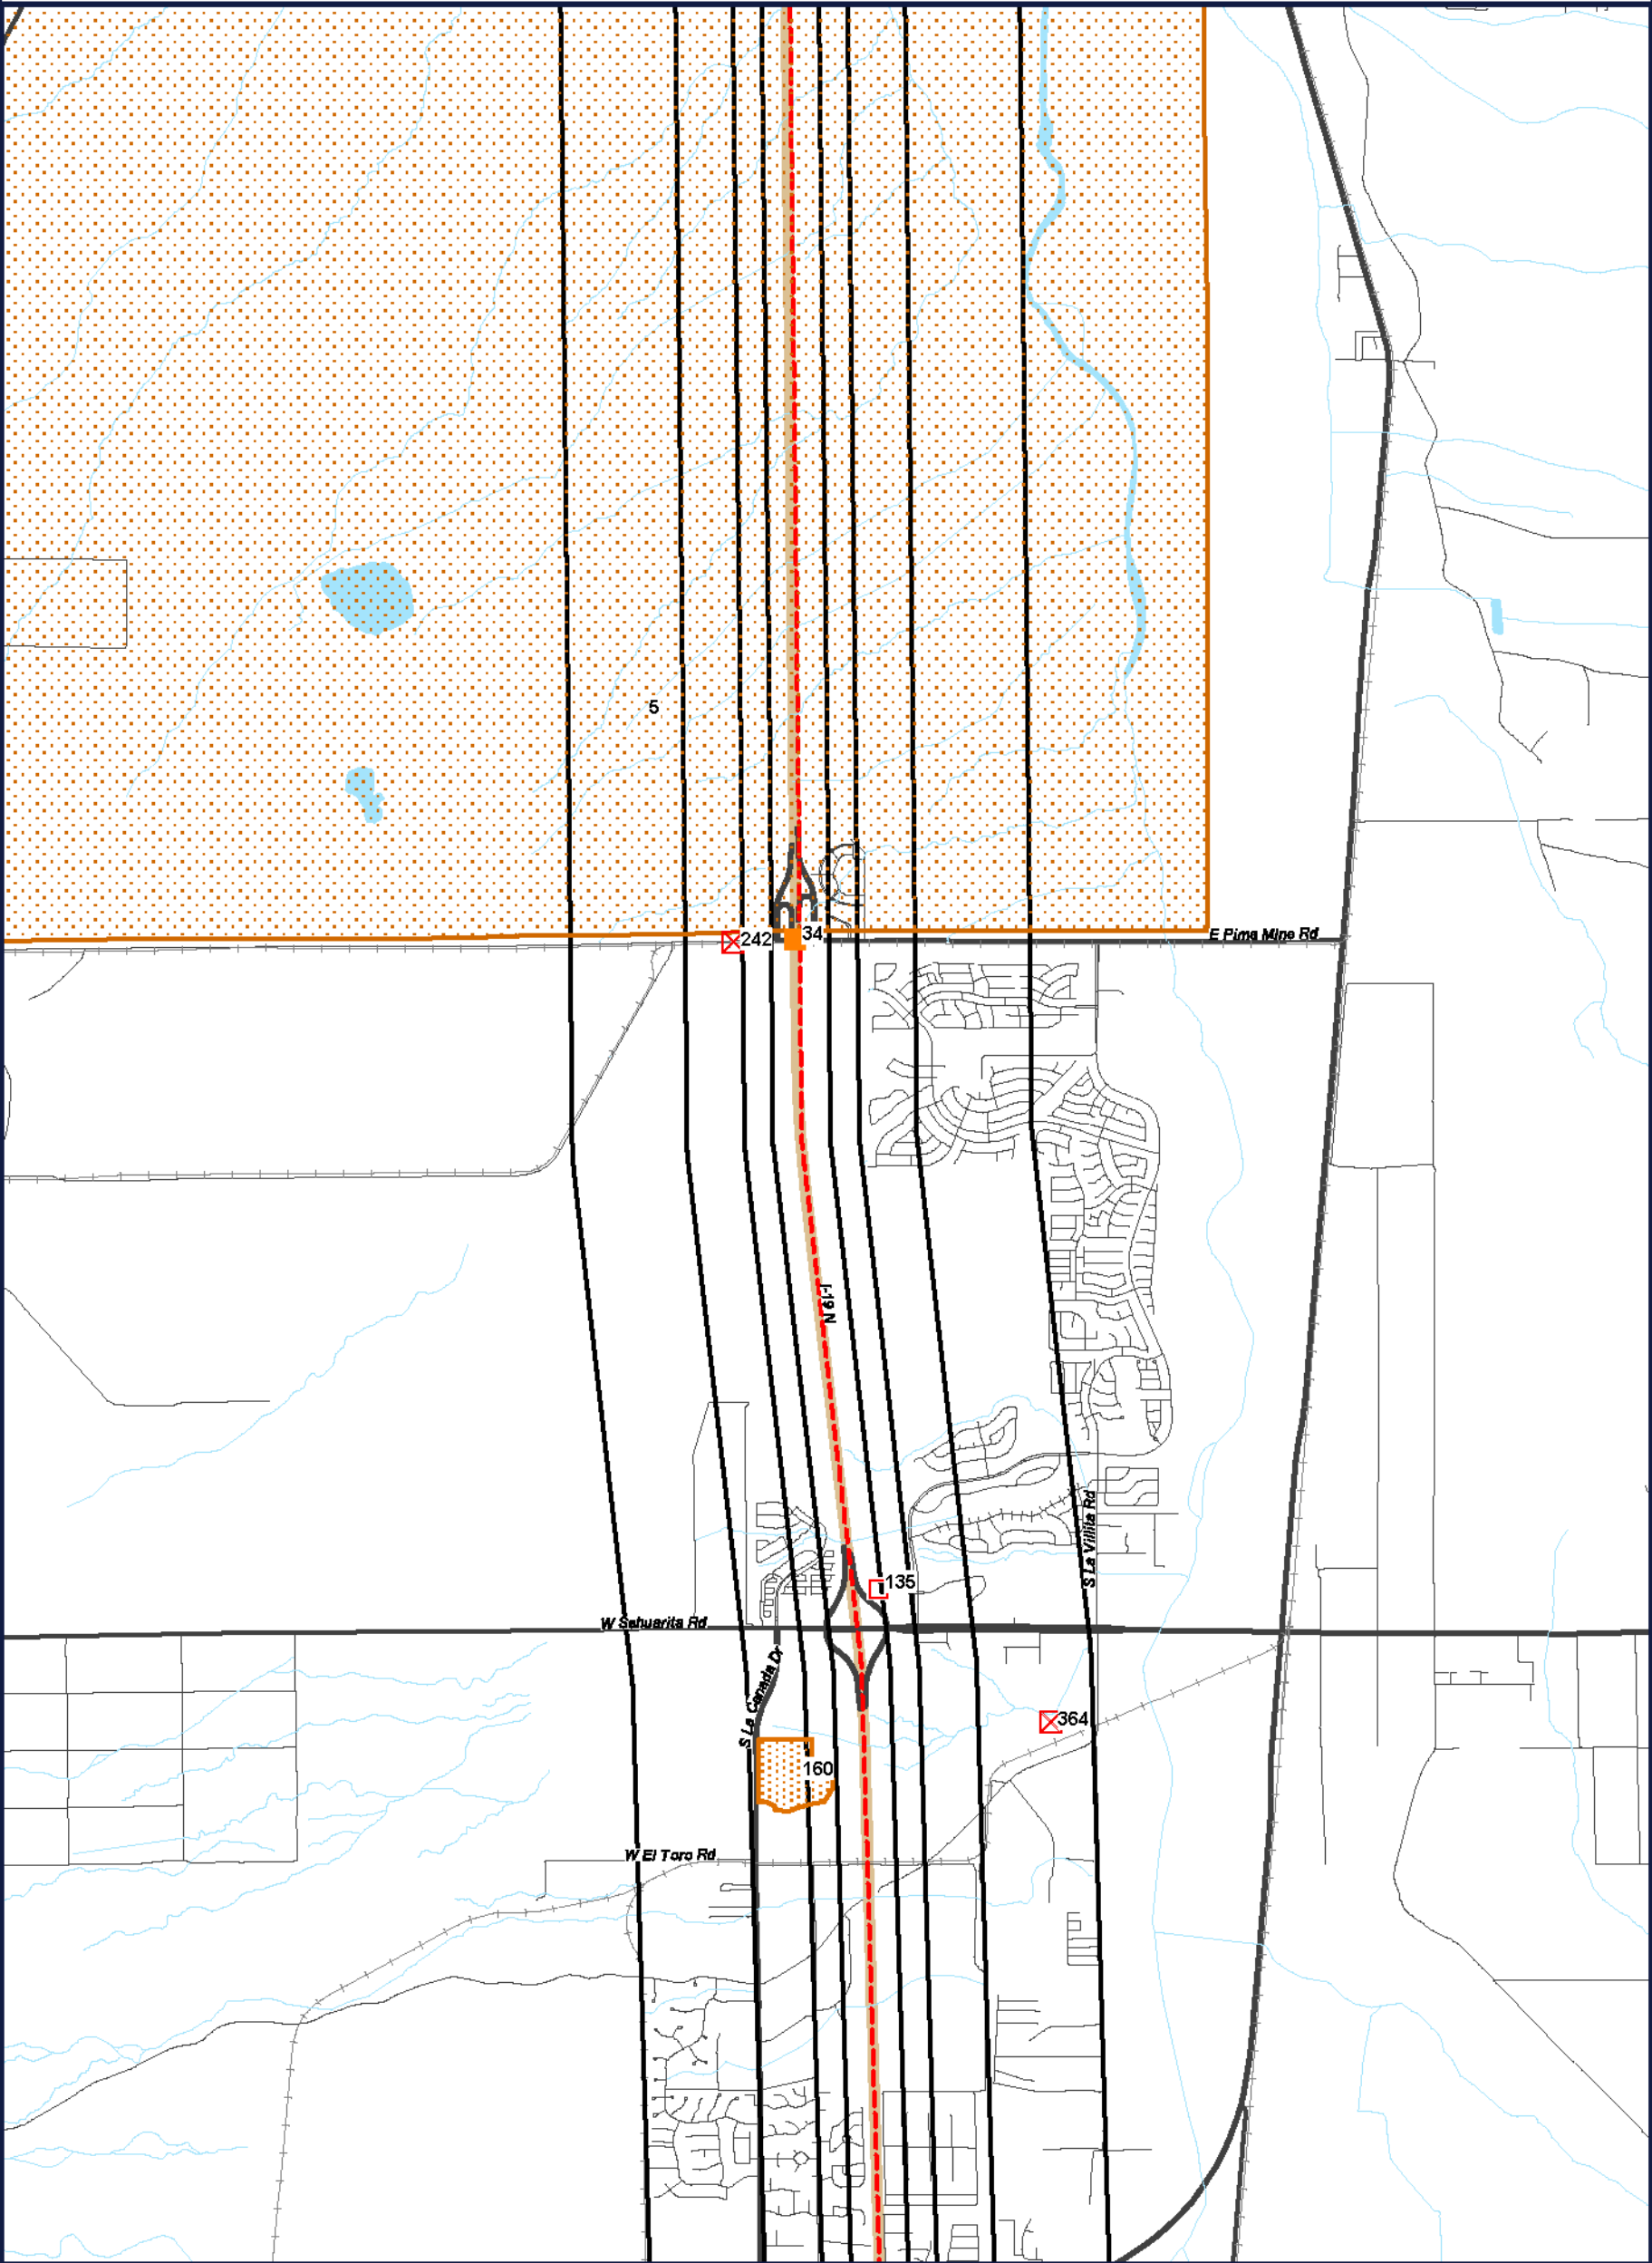 5
242
34
E Pima Mine Rd
I-19 N
S La Villita Rd
135
W Sahuarita Rd
S La Canada Dr
364
160
W El Toro Rd